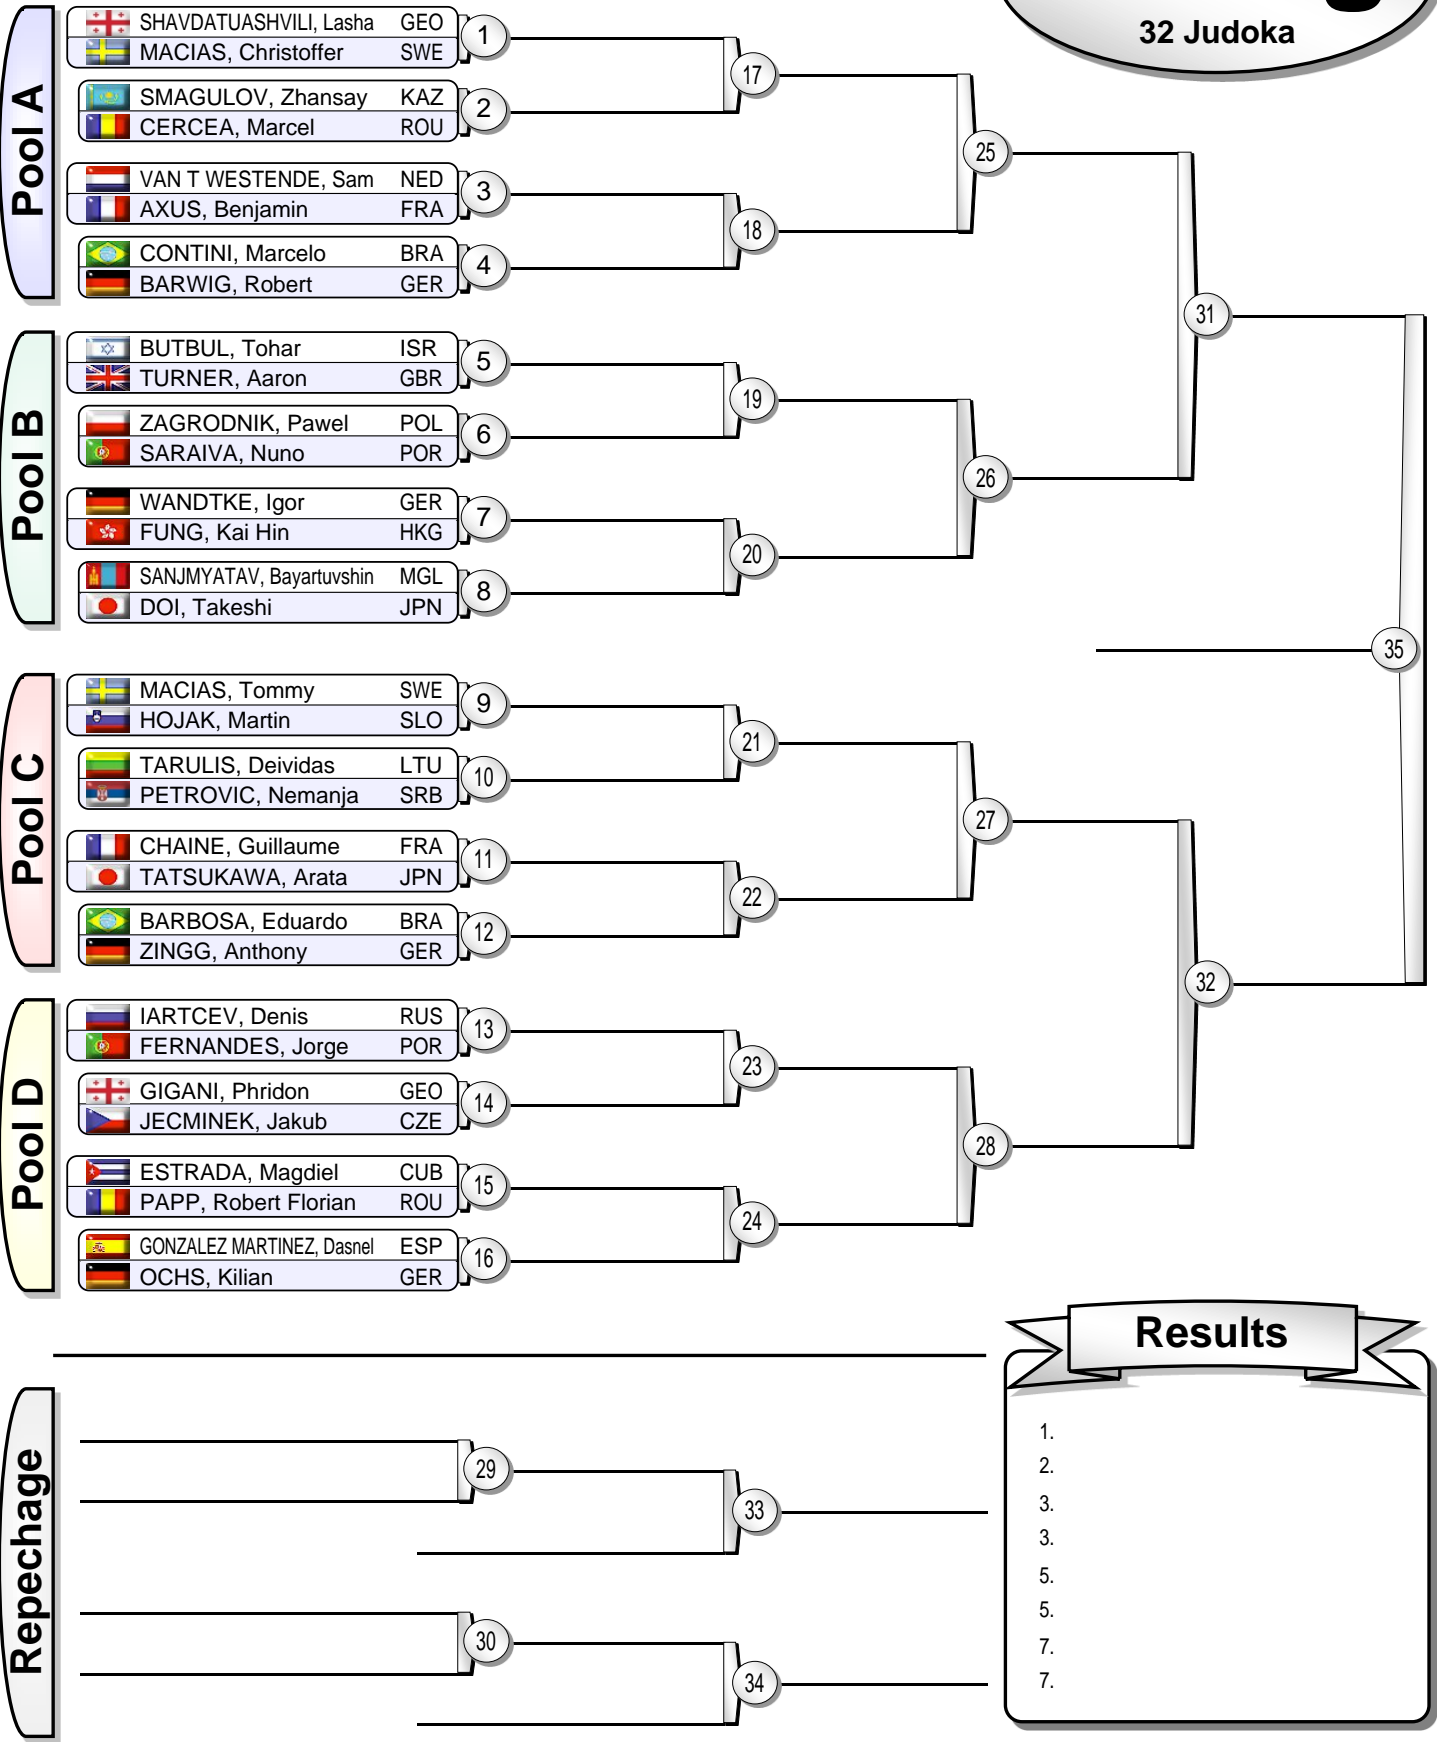 32 Judoka
Pool A
SHAVDATUASHVILI, Lasha GEO
MACIAS, Christoffer SWE
1
SMAGULOV, Zhansay KAZ
CERCEA, Marcel ROU
2
VAN T WESTENDE, Sam NED
AXUS, Benjamin FRA
3
CONTINI, Marcelo BRA
BARWIG, Robert GER
4
17
18
25
Pool B
BUTBUL, Tohar ISR
TURNER, Aaron GBR
5
ZAGRODNIK, Pawel POL
SARAIVA, Nuno POR
6
WANDTKE, Igor GER
FUNG, Kai Hin HKG
7
SANJMYATAV, Bayartuvshin MGL
DOI, Takeshi JPN
8
19
20
26
31
35
Pool C
MACIAS, Tommy SWE
HOJAK, Martin SLO
9
TARULIS, Deividas LTU
PETROVIC, Nemanja SRB
10
CHAINE, Guillaume FRA
TATSUKAWA, Arata JPN
11
BARBOSA, Eduardo BRA
ZINGG, Anthony GER
12
21
22
27
Pool D
IARTCEV, Denis RUS
FERNANDES, Jorge POR
13
GIGANI, Phridon GEO
JECMINEK, Jakub CZE
14
ESTRADA, Magdiel CUB
PAPP, Robert Florian ROU
15
GONZALEZ MARTINEZ, Dasnel ESP
OCHS, Kilian GER
16
23
24
28
32
Repechage
29
33
30
34
Results
1.
2.
3.
3.
5.
5.
7.
7.